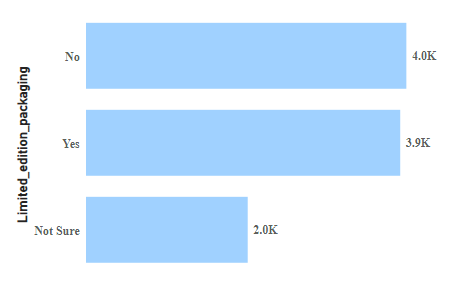 Limited_edition_packaging
No
4.0K
Yes
3.9K
Not Sure
2.0K